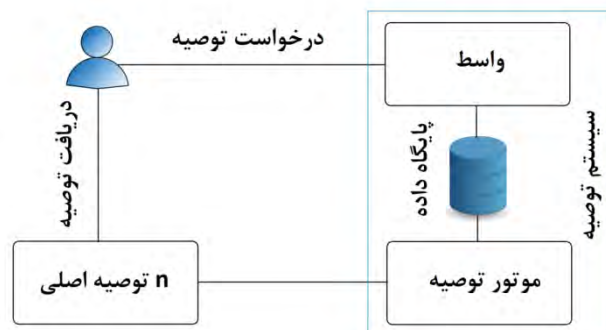 درخواست توصیه
واسط
دریافت توصیه
پایگاه داده
سیستم توصیه
n توصیه اصلی
موتور توصیه